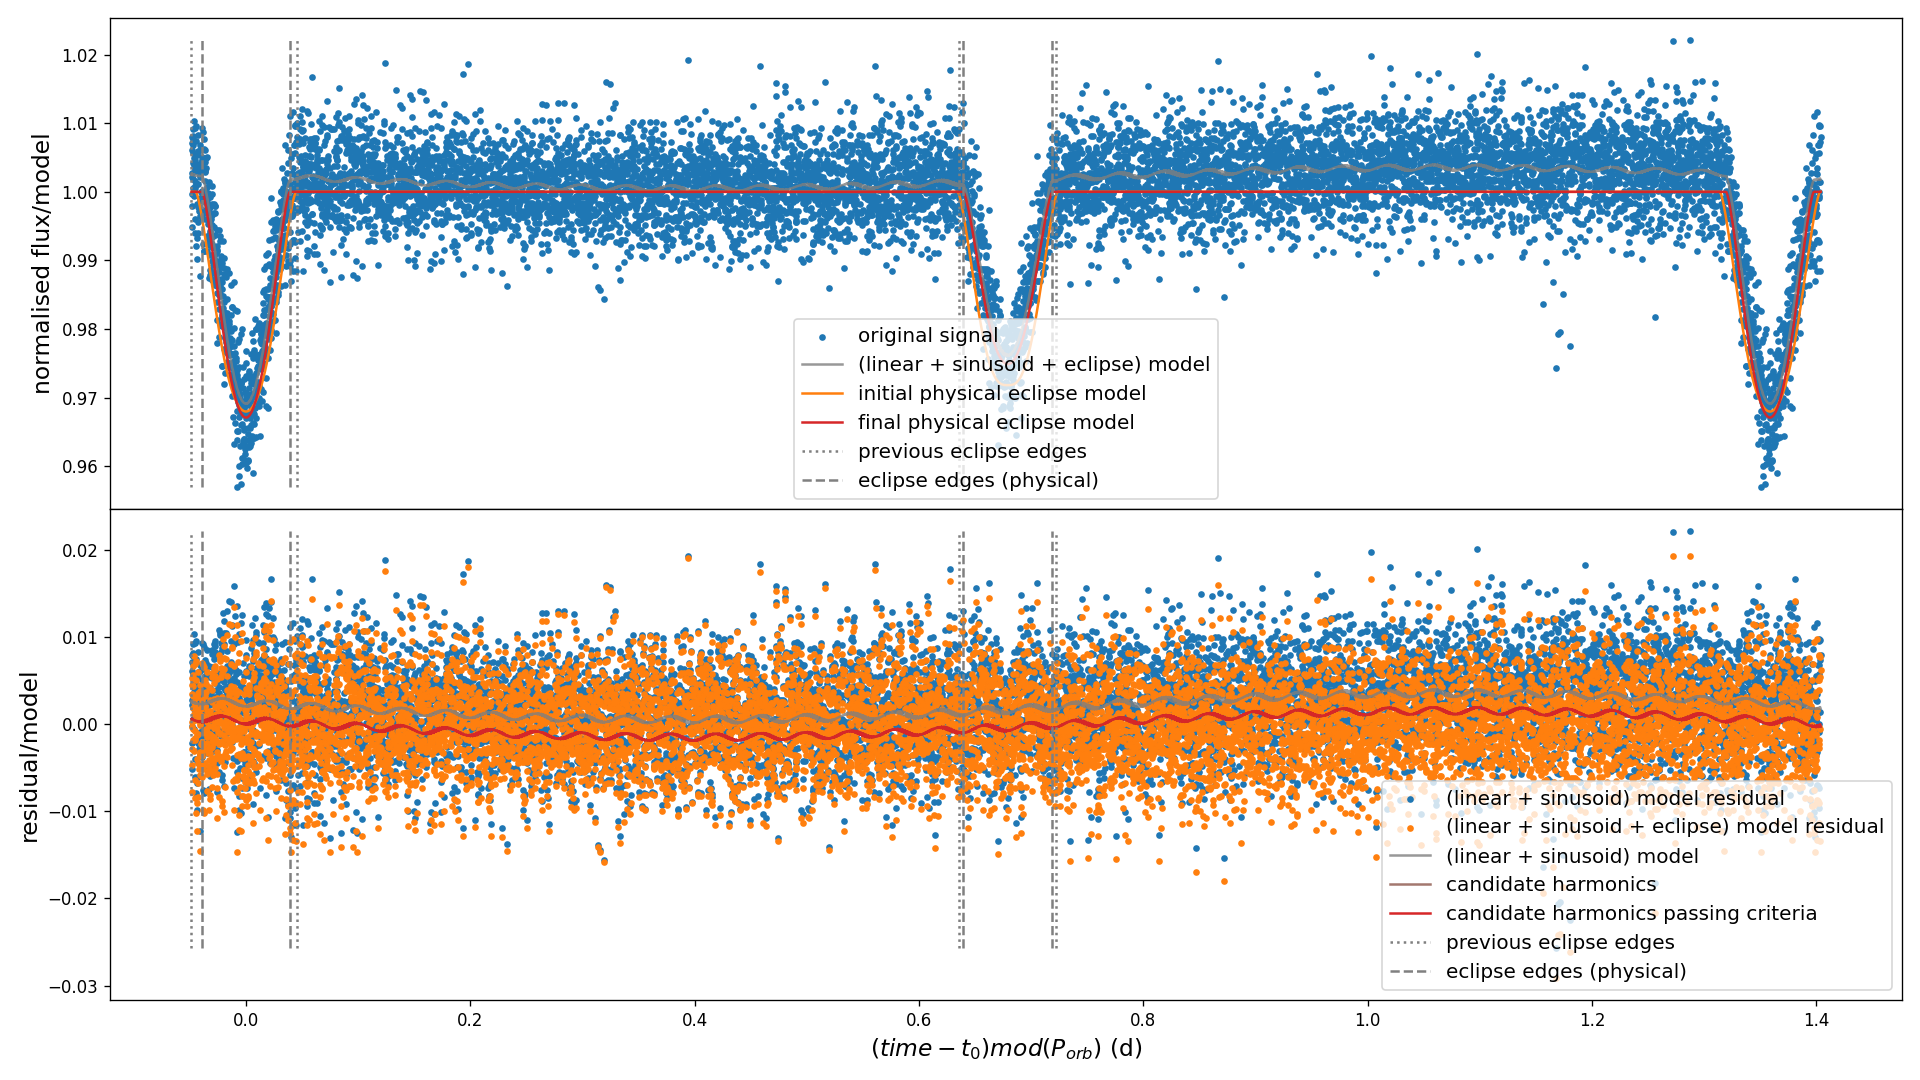 normalised flux/model
1.02
1.01
1.00
0.99
0.98
0.97
0.96
original signal
(linear + sinusoid + eclipse) model
initial physical eclipse model
final physical eclipse model
previous eclipse edges
eclipse edges (physical)
residual/model
0.02
0.01
0.00
−0.01
−0.02
−0.03
(linear + sinusoid) model residual
(linear + sinusoid + eclipse) model residual
(linear + sinusoid) model
candidate harmonics
candidate harmonics passing criteria
previous eclipse edges
eclipse edges (physical)
0.0 0.2 0.4 0.6 0.8 1.0 1.2 1.4
(time − t₀)mod(Pₒᵣb) (d)